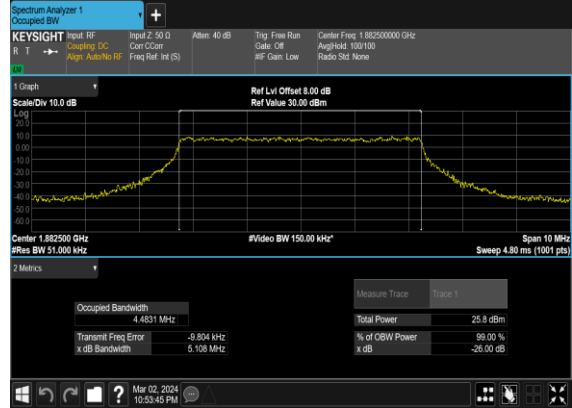 Spectrum Analyzer 1
Occupied BW
KEYSIGHT Input: RF Input Z: 50 Ω Atten: 40 dB Trig: Free Run Center Freq: 1.882500000 GHz
Coupling: DC Corr CCorr Gate: Off Avg|Hold: 100/100
R T Align: Auto/No RF Freq Ref: Int (S) #IF Gain: Low Radio Std: None
1 Graph
Ref Lvl Offset 8.00 dB
Scale/Div 10.0 dB Ref Value 30.00 dBm
Log
20.0
10.0
0.00
-10.0
-20.0
-30.0
-40.0
-50.0
-60.0
Center 1.882500 GHz #Video BW 150.00 kHz* Span 10 MHz
#Res BW 51.000 kHz Sweep 4.80 ms (1001 pts)
2 Metrics
Measure Trace Trace 1
Occupied Bandwidth
4.4831 MHz Total Power 25.8 dBm
Transmit Freq Error -9.804 kHz % of OBW Power 99.00 %
x dB Bandwidth 5.108 MHz x dB -26.00 dB
? Mar 02, 2024
10:53:45 PM